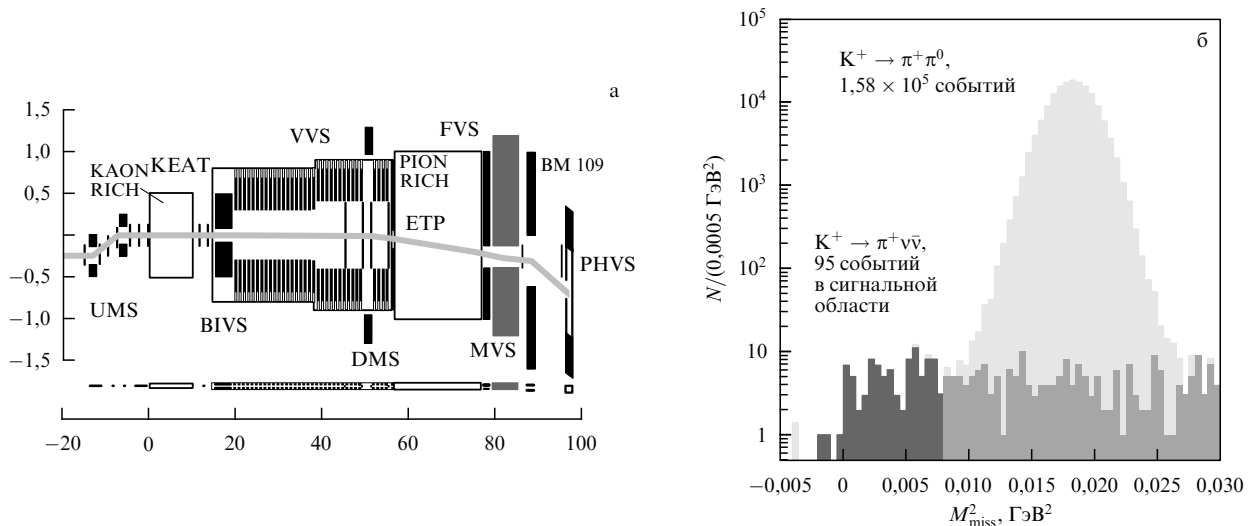 а
1,5
1,0
0,5
0
−0,5
−1,0
−1,5
KAON
RICH
KEAT
VVS
FVS
PION
RICH
BM 109
ETP
UMS
BIVS
DMS
MVS
PHVS
−20
0
20
40
60
80
100
б
10⁵
10⁴
10³
10²
10
1
N/(0,0005 ГэВ²)
K⁺ → π⁺π⁰,
1,58 × 10⁵ событий
K⁺ → π⁺νν̄,
95 событий
в сигнальной
области
−0,005
0
0,005
0,010
0,015
0,020
0,025
0,030
M²miss, ГэВ²